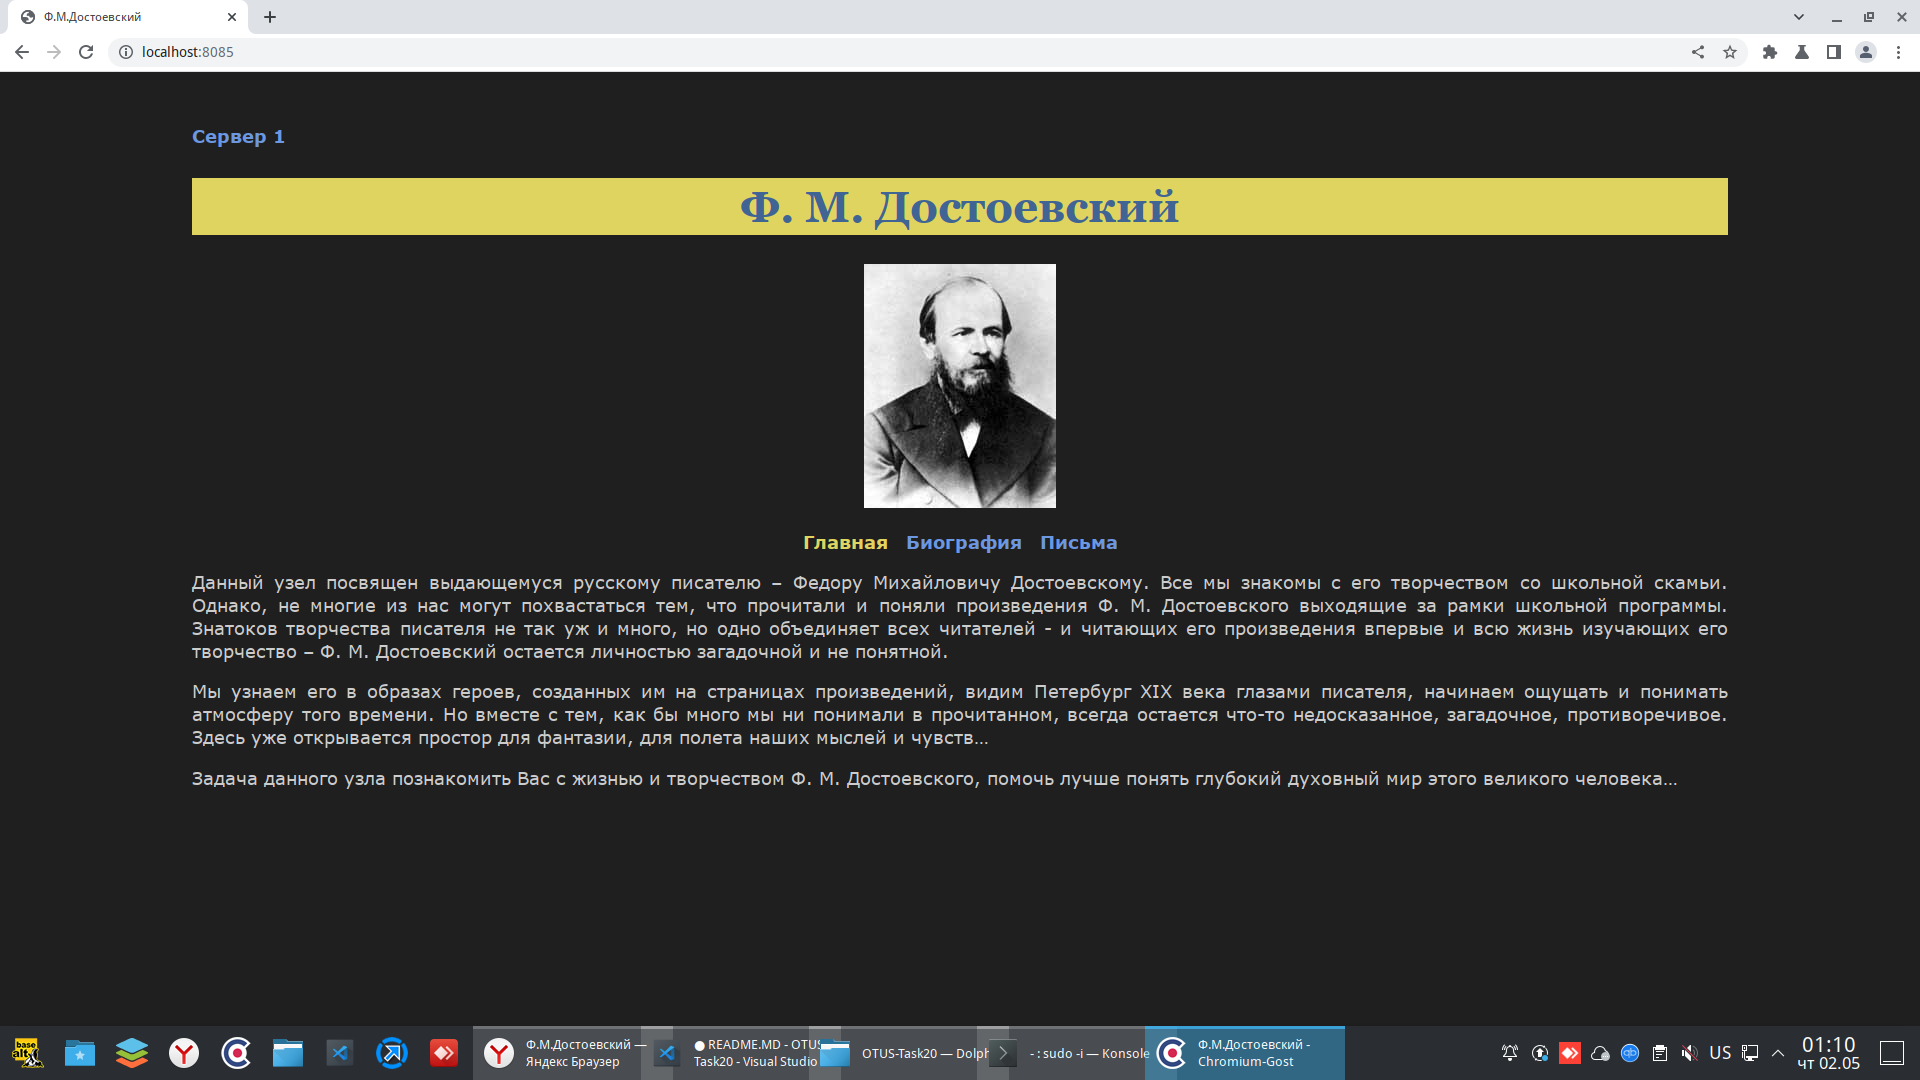 Ф.М.Достоевский
localhost:8085
Сервер 1
Ф. М. Достоевский
Главная Биография Письма
Данный узел посвящен выдающемуся русскому писателю – Федору Михайловичу Достоевскому. Все мы знакомы с его творчеством со школьной скамьи.
Однако, не многие из нас могут похвастаться тем, что прочитали и поняли произведения Ф. М. Достоевского выходящие за рамки школьной программы.
Знатоков творчества писателя не так уж и много, но одно объединяет всех читателей - и читающих его произведения впервые и всю жизнь изучающих его
творчество – Ф. М. Достоевский остается личностью загадочной и не понятной.
Мы узнаем его в образах героев, созданных им на страницах произведений, видим Петербург XIX века глазами писателя, начинаем ощущать и понимать
атмосферу того времени. Но вместе с тем, как бы много мы ни понимали в прочитанном, всегда остается что-то недосказанное, загадочное, противоречивое.
Здесь уже открывается простор для фантазии, для полета наших мыслей и чувств...
Задача данного узла познакомить Вас с жизнью и творчеством Ф. М. Достоевского, помочь лучше понять глубокий духовный мир этого великого человека...
base
alt
Ф.М.Достоевский —
Яндекс Браузер
● README.MD - OTUS
Task20 - Visual Studio
OTUS-Task20 — Dolph
- : sudo -i — Konsole
Ф.М.Достоевский -
Chromium-Gost
US
01:10
чт 02.05